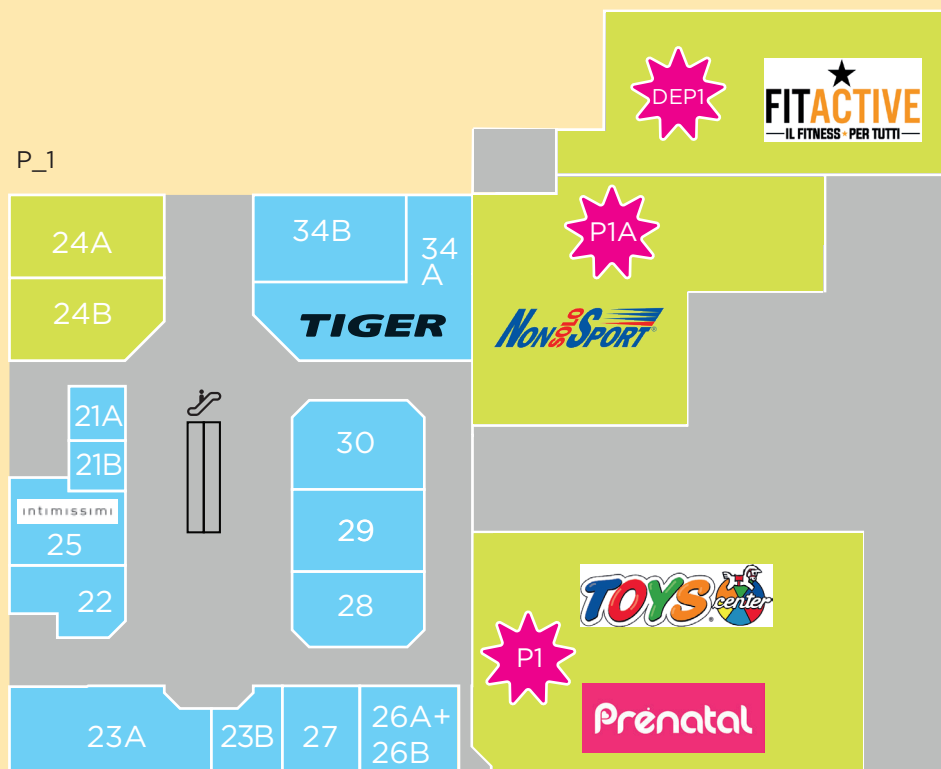 DEP1
FITACTIVE
IL FITNESS PER TUTTI
P_1
24A
34B
34
A
P1A
24B
TIGER
NON SOLO SPORT
21A
30
21B
intimissimi
25
29
22
28
TOYS center
P1
Prénatal
23A
23B
27
26A+
26B